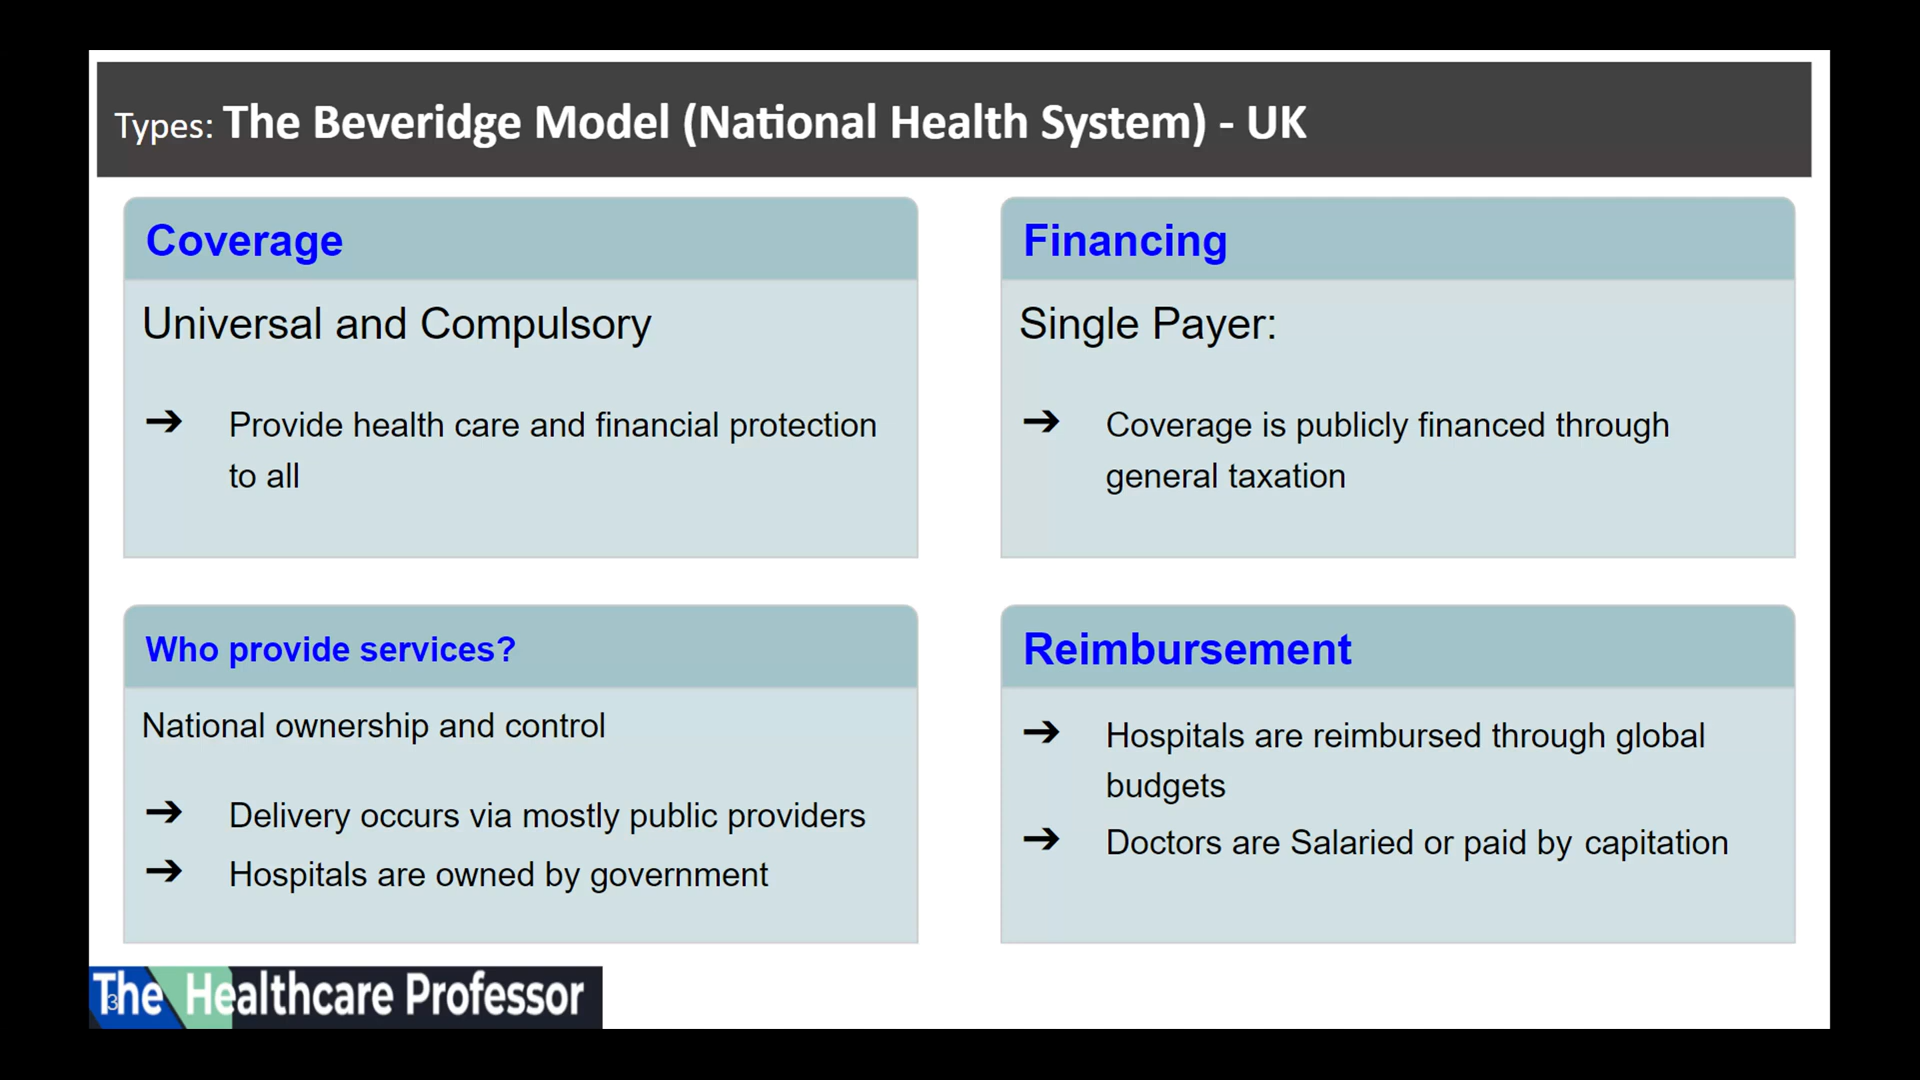 Types: The Beveridge Model (National Health System) - UK
Coverage
Universal and Compulsory
➔ Provide health care and financial protection
to all
Financing
Single Payer:
➔ Coverage is publicly financed through
general taxation
Who provide services?
National ownership and control
➔ Delivery occurs via mostly public providers
➔ Hospitals are owned by government
Reimbursement
➔ Hospitals are reimbursed through global
budgets
➔ Doctors are Salaried or paid by capitation
The Healthcare Professor
3